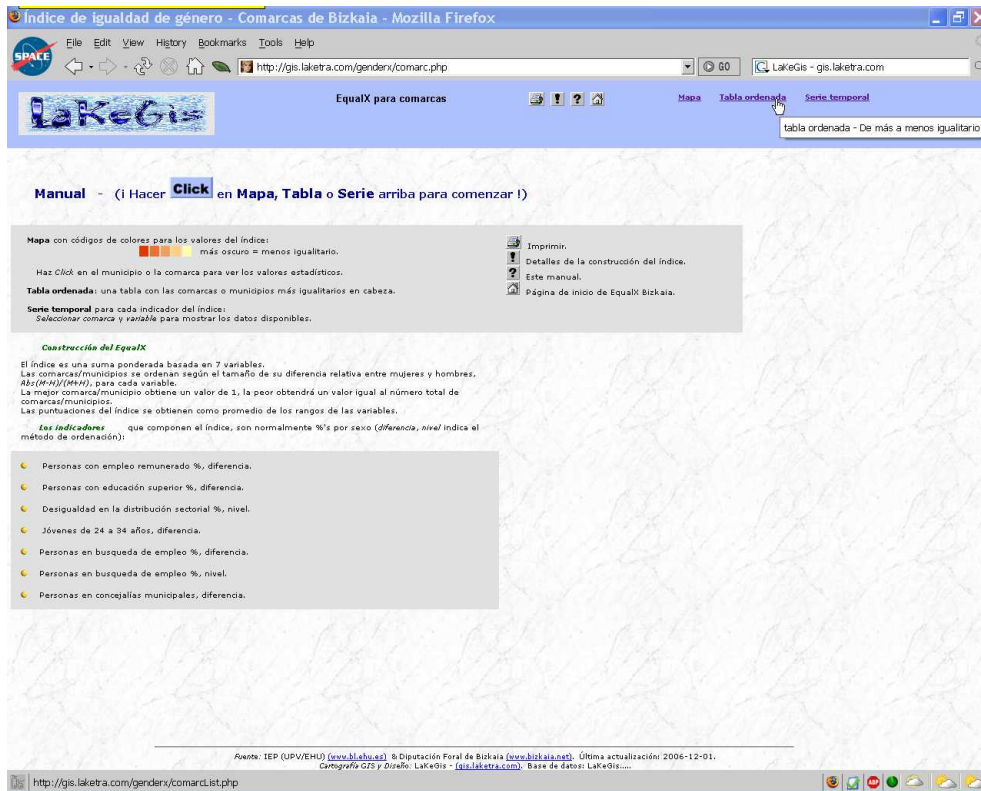 Índice de igualdad de género - Comarcas de Bizkaia - Mozilla Firefox
SPACE
File Edit View History Bookmarks Tools Help
http://gis.laketra.com/genderx/comarc.php
GO
LaKeGis - gis.laketra.com
LaKeGis
EqualX para comarcas
Mapa Tabla ordenada Serie temporal
tabla ordenada - De más a menos igualitario
Manual - (¡ Hacer Click en Mapa, Tabla o Serie arriba para comenzar !)
Mapa con códigos de colores para los valores del índice:
más oscuro = menos igualitario.
Haz Click en el municipio o la comarca para ver los valores estadísticos.
Tabla ordenada: una tabla con las comarcas o municipios más igualitarios en cabeza.
Serie temporal para cada indicador del índice:
Seleccionar comarca y variable para mostrar los datos disponibles.
Imprimir.
! Detalles de la construcción del índice.
? Este manual.
Página de inicio de EqualX Bizkaia.
Construcción del EqualX
El índice es una suma ponderada basada en 7 variables.
Las comarcas/municipios se ordenan según el tamaño de su diferencia relativa entre mujeres y hombres,
Abs(M-H)/(M+H), para cada variable.
La mejor comarca/municipio obtiene un valor de 1, la peor obtendrá un valor igual al número total de
comarcas/municipios.
Las puntuaciones del índice se obtienen como promedio de los rangos de las variables.
Los indicadores que componen el índice, son normalmente %'s por sexo (diferencia, nivel indica el
método de ordenación):
Personas con empleo remunerado %, diferencia.
Personas con educación superior %, diferencia.
Desigualdad en la distribución sectorial %, nivel.
Jóvenes de 24 a 34 años, diferencia.
Personas en busqueda de empleo %, diferencia.
Personas en busqueda de empleo %, nivel.
Personas en concejalías municipales, diferencia.
Fuente: IEP (UPV/EHU) (www.bl.ehu.es) & Diputación Foral de Bizkaia (www.bizkaia.net). Última actualización: 2006-12-01.
Cartografía GIS y Diseño: LaKeGis - (gis.laketra.com). Base de datos: LaKeGis.....
http://gis.laketra.com/genderx/comarcList.php
ABP